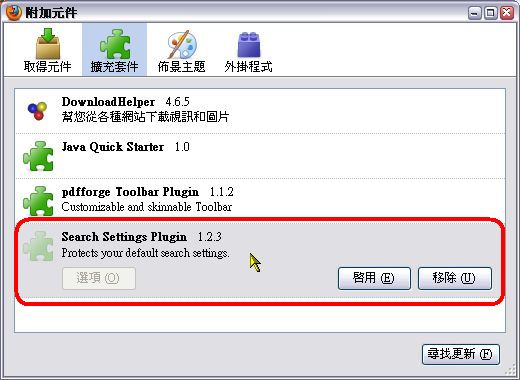 附加元件
取得元件 擴充套件 佈景主題 外掛程式
DownloadHelper 4.6.5
幫您從各種網站下載視訊和圖片
Java Quick Starter 1.0
pdfforge Toolbar Plugin 1.1.2
Customizable and skinnable Toolbar
Search Settings Plugin 1.2.3
Protects your default search settings.
選項 (O) 啓用 (E) 移除 (U)
尋找更新 (F)